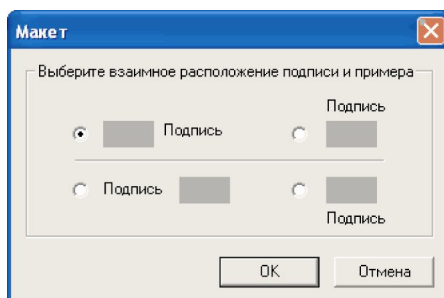 Макет
Выберите взаимное расположение подписи и примера
Подпись
Подпись
Подпись
Подпись
OK
Отмена